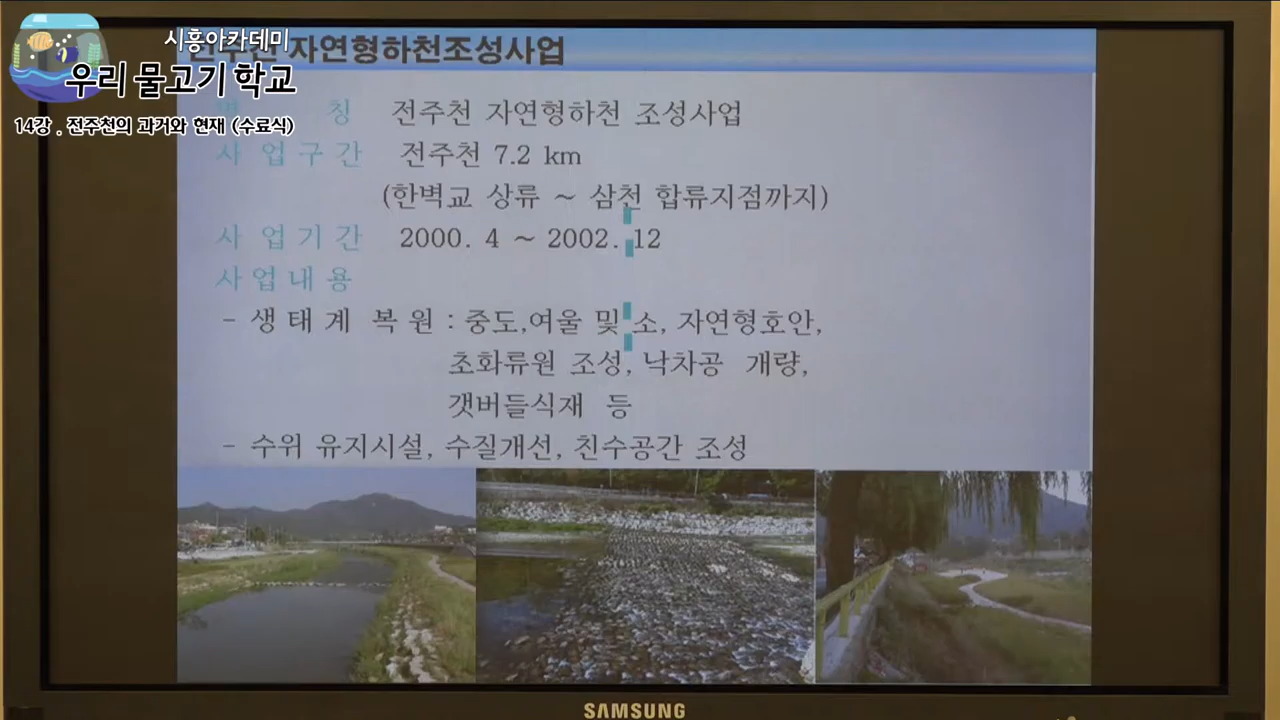 시흥아카데미
우리 물고기 학교
14강 . 전주천의 과거와 현재 (수료식)
전주천 자연형하천조성사업
명 칭 전주천 자연형하천 조성사업
사 업 구 간 전주천 7.2 km
(한벽교 상류 ~ 삼천 합류지점까지)
사 업 기 간 2000. 4 ~ 2002. 12
사 업 내 용
- 생 태 계 복 원 : 중도,여울 및 소, 자연형호안,
초화류원 조성, 낙차공 개량,
갯버들식재 등
- 수위 유지시설, 수질개선, 친수공간 조성
SAMSUNG